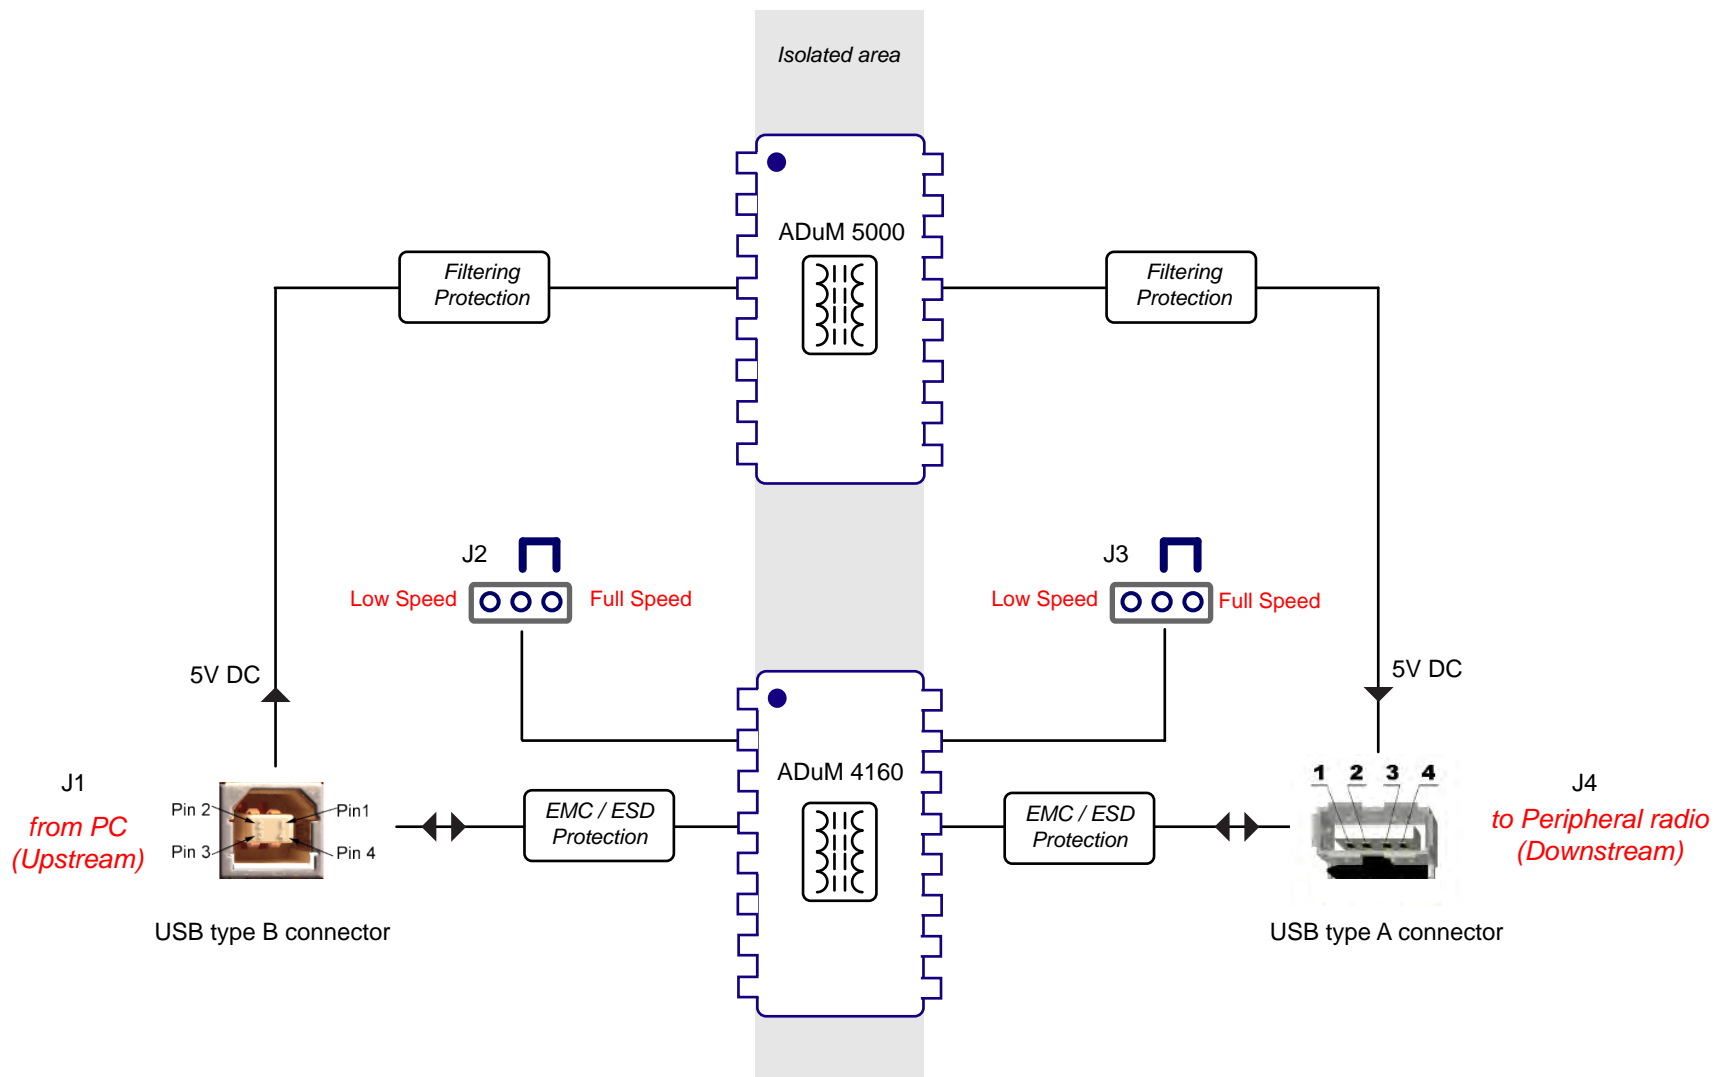 Isolated area
ADuM 5000
Filtering
Protection
Filtering
Protection
J2
Low Speed
Full Speed
J3
Low Speed
Full Speed
5V DC
5V DC
J1
from PC
(Upstream)
Pin 2
Pin1
Pin 3
Pin 4
USB type B connector
EMC / ESD
Protection
ADuM 4160
EMC / ESD
Protection
1 2 3 4
J4
to Peripheral radio
(Downstream)
USB type A connector